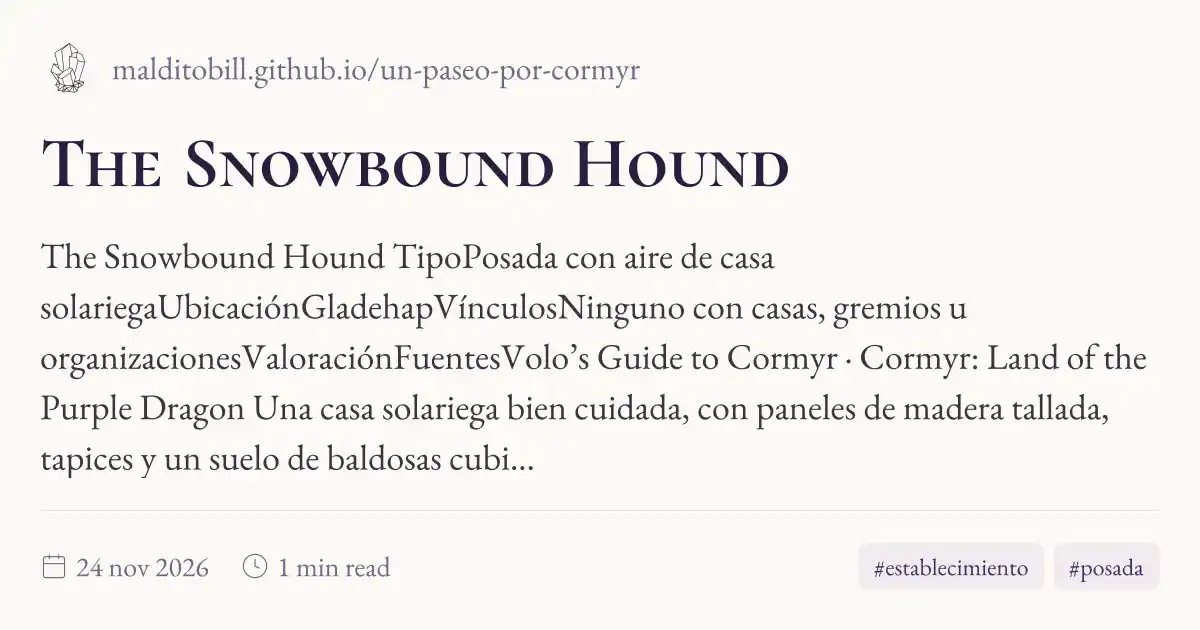 malditobill.github.io/un-paseo-por-cormyr
The Snowbound Hound
The Snowbound Hound TipoPosada con aire de casa
solariegaUbicaciónGladehapVínculosNinguno con casas, gremios u
organizacionesValoraciónFuentesVolo’s Guide to Cormyr · Cormyr: Land of the
Purple Dragon Una casa solariega bien cuidada, con paneles de madera tallada,
tapices y un suelo de baldosas cubi...
24 nov 2026
1 min read
#establecimiento
#posada